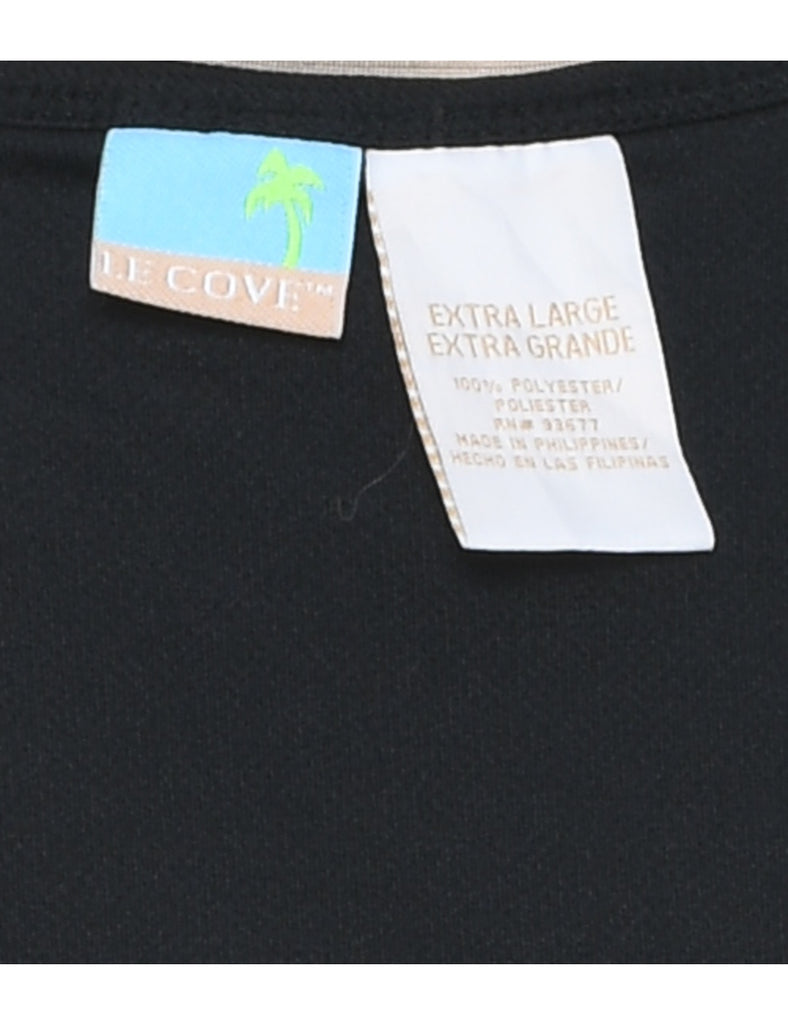 LE COVE™
EXTRA LARGE
EXTRA GRANDE
100% POLYESTER/
POLIESTER
RN# 93677
MADE IN PHILIPPINES/
HECHO EN LAS FILIPINAS